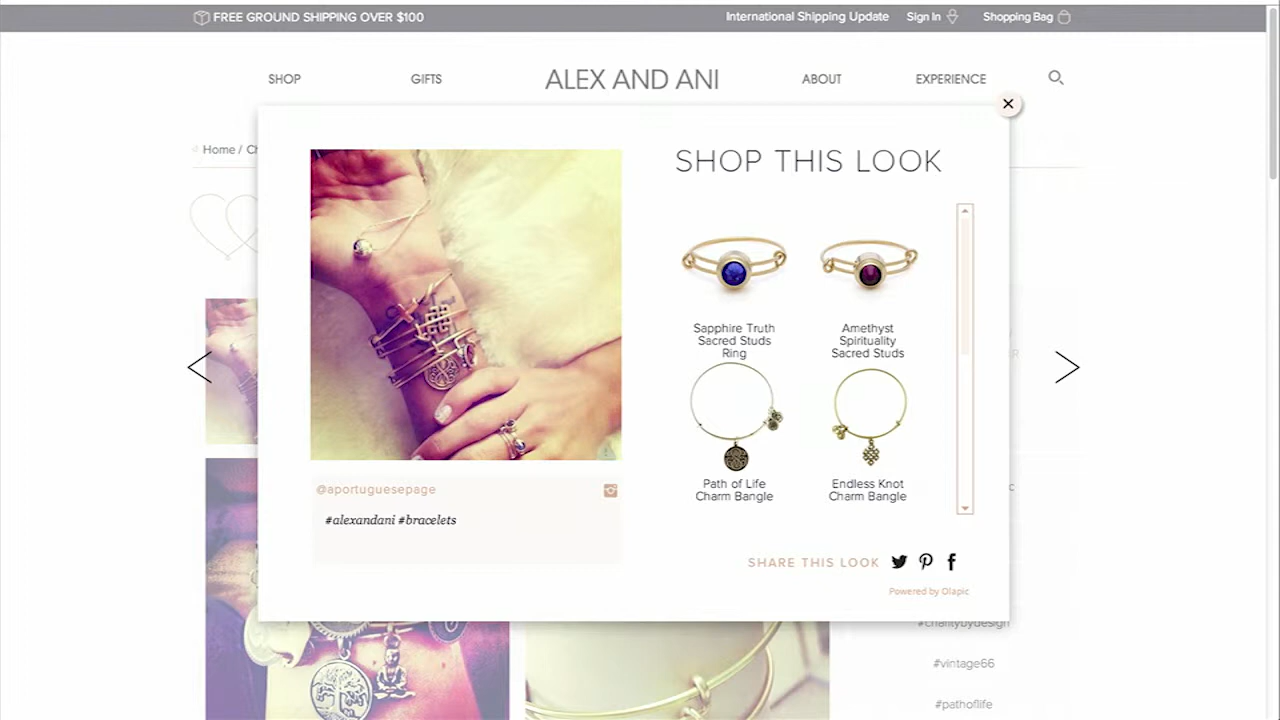 FREE GROUND SHIPPING OVER $100
International Shipping Update
Sign In
Shopping Bag
SHOP
GIFTS
ALEX AND ANI
ABOUT
EXPERIENCE
Home /
SHOP THIS LOOK
Sapphire Truth
Sacred Studs
Ring
Amethyst
Spirituality
Sacred Studs
Path of Life
Charm Bangle
Endless Knot
Charm Bangle
@aportuguesepage
#alexandani #bracelets
SHARE THIS LOOK
Powered by Olapic
#charitybydesign
#vintage66
#pathoflife